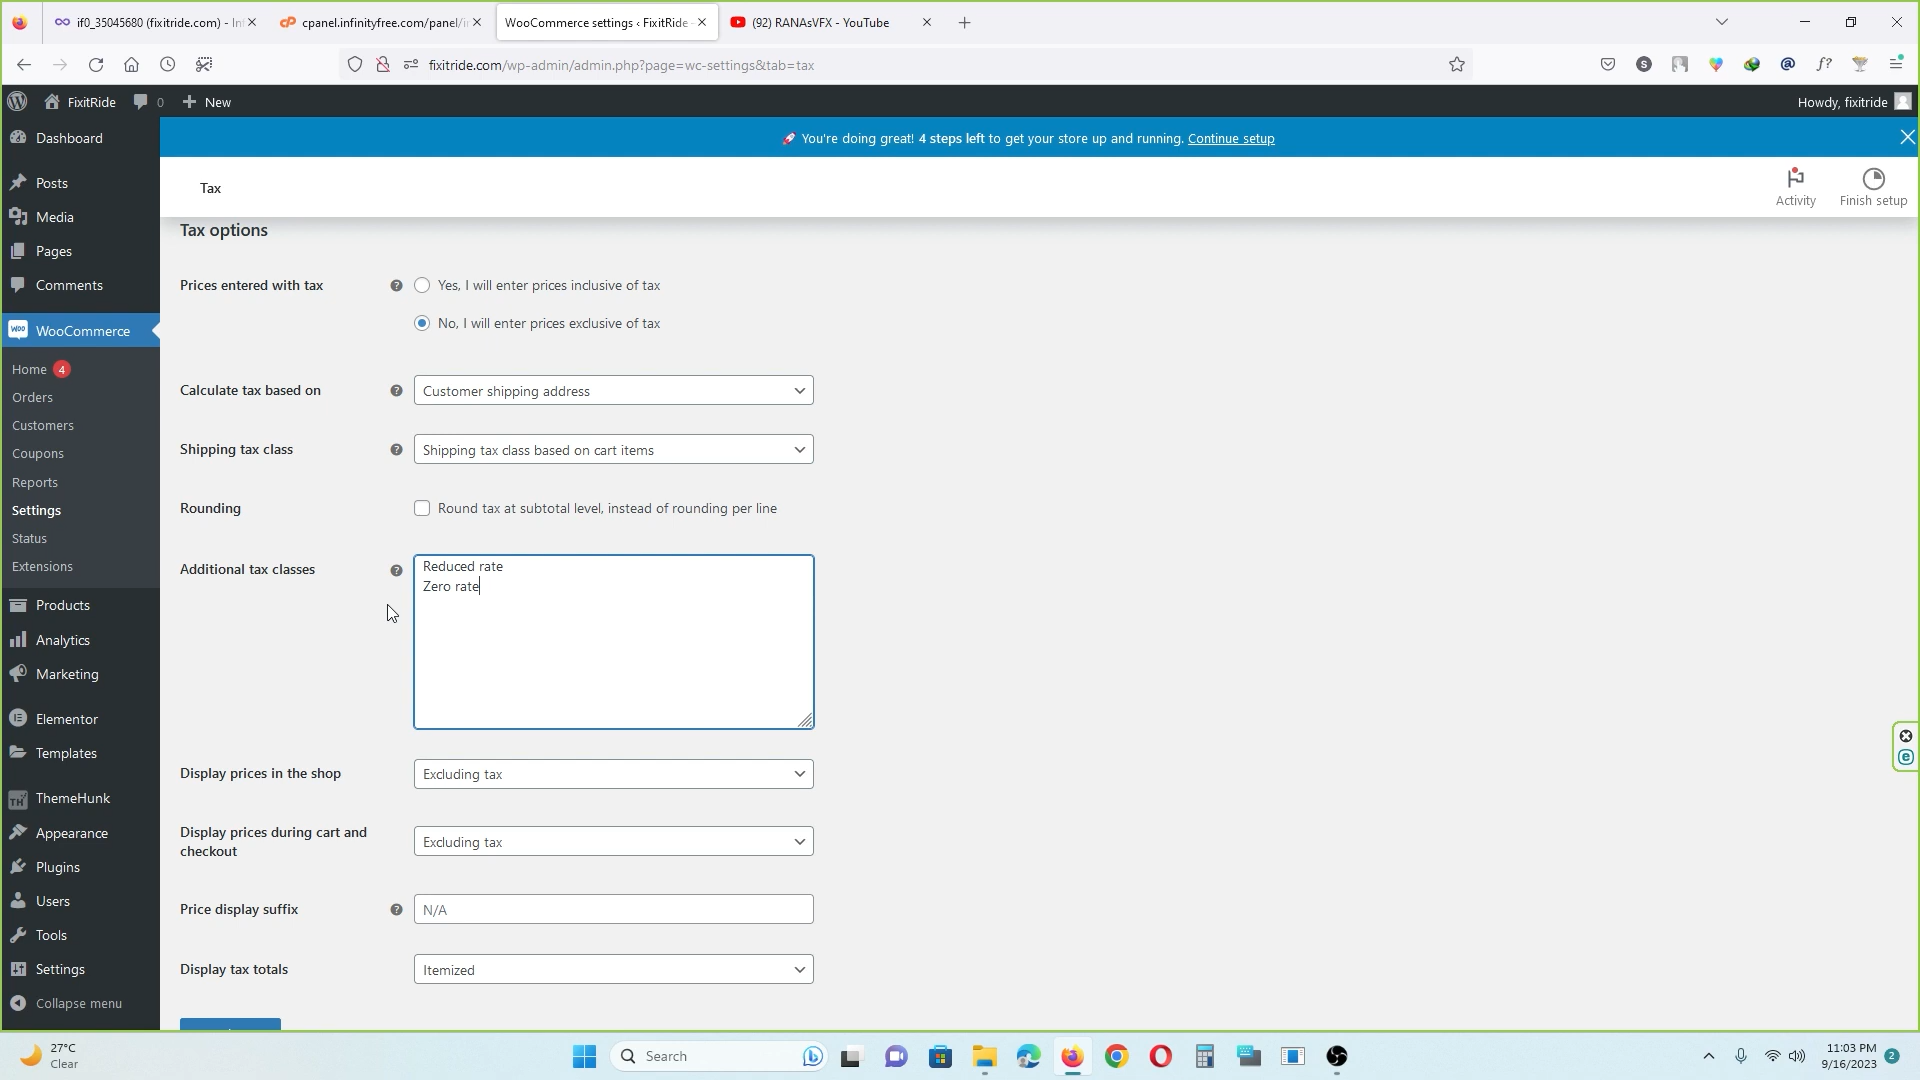 if0_35045680 (fixitride.com) - In
cpanel.infinityfree.com/panel/i
WooCommerce settings ‹ FixitRide -
(92) RANAsVFX - YouTube
fixitride.com/wp-admin/admin.php?page=wc-settings&tab=tax
FixitRide
0
New
Howdy, fixitride
You're doing great! 4 steps left to get your store up and running. Continue setup
Tax
Activity
Finish setup
Dashboard
Posts
Media
Pages
Comments
WooCommerce
Home 4
Orders
Customers
Coupons
Reports
Settings
Status
Extensions
Products
Analytics
Marketing
Elementor
Templates
ThemeHunk
Appearance
Plugins
Users
Tools
Settings
Collapse menu
Tax options
Prices entered with tax
Yes, I will enter prices inclusive of tax
No, I will enter prices exclusive of tax
Calculate tax based on
Customer shipping address
Shipping tax class
Shipping tax class based on cart items
Rounding
Round tax at subtotal level, instead of rounding per line
Additional tax classes
Reduced rate
Zero rate
Display prices in the shop
Excluding tax
Display prices during cart and
checkout
Excluding tax
Price display suffix
N/A
Display tax totals
Itemized
27°C
Clear
Search
11:03 PM
9/16/2023
2